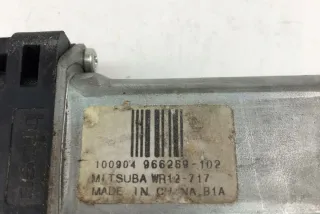 100904 966269-102
MITSUBA WR12-717
MADE IN CHINA, B1A